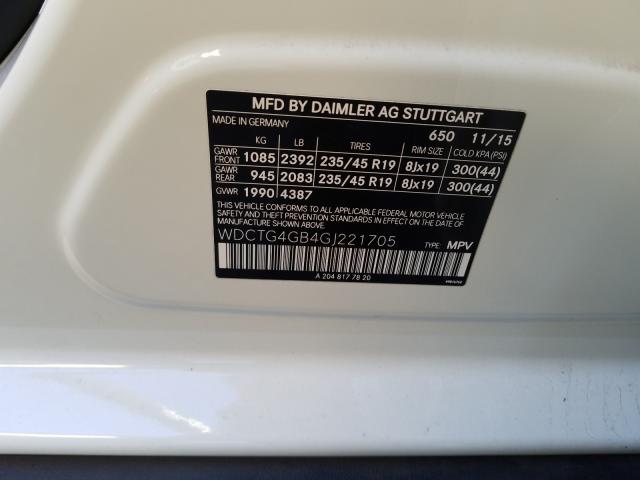 MFD BY DAIMLER AG STUTTGART
MADE IN GERMANY 650 11/15
KG LB TIRES RIM SIZE COLD KPA (PSI)
GAWR FRONT 1085 2392 235/45 R19 8Jx19 300(44)
GAWR REAR 945 2083 235/45 R19 8Jx19 300(44)
GVWR 1990 4387
THIS VEHICLE CONFORMS TO ALL APPLICABLE FEDERAL MOTOR VEHICLE
SAFETY, BUMPER, AND THEFT PREVENTION STANDARDS IN EFFECT
ON THE DATE OF MANUFACTURE SHOWN ABOVE.
WDCTG4GB4GJ221705 TYPE: MPV
A 204 817 78 20